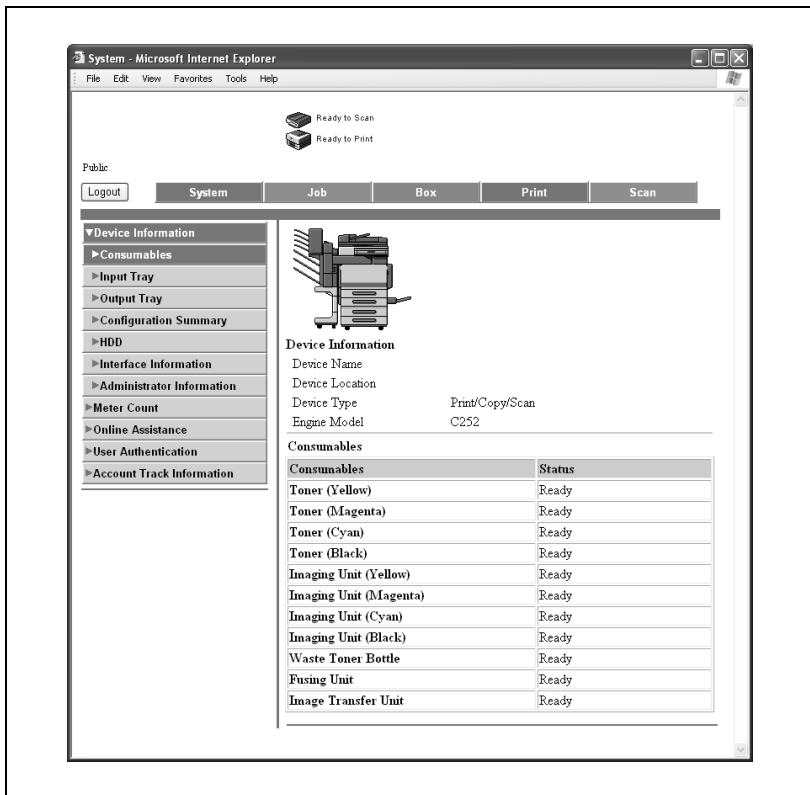 System - Microsoft Internet Explorer
File Edit View Favorites Tools Help
Ready to Scan
Ready to Print
Public
Logout System Job Box Print Scan
Device Information
Consumables
Input Tray
Output Tray
Configuration Summary
HDD
Interface Information
Administrator Information
Meter Count
Online Assistance
User Authentication
Account Track Information
Device Information
Device Name
Device Location
Device Type Print/Copy/Scan
Engine Model C252
Consumables
Consumables Status
Toner (Yellow) Ready
Toner (Magenta) Ready
Toner (Cyan) Ready
Toner (Black) Ready
Imaging Unit (Yellow) Ready
Imaging Unit (Magenta) Ready
Imaging Unit (Cyan) Ready
Imaging Unit (Black) Ready
Waste Toner Bottle Ready
Fusing Unit Ready
Image Transfer Unit Ready